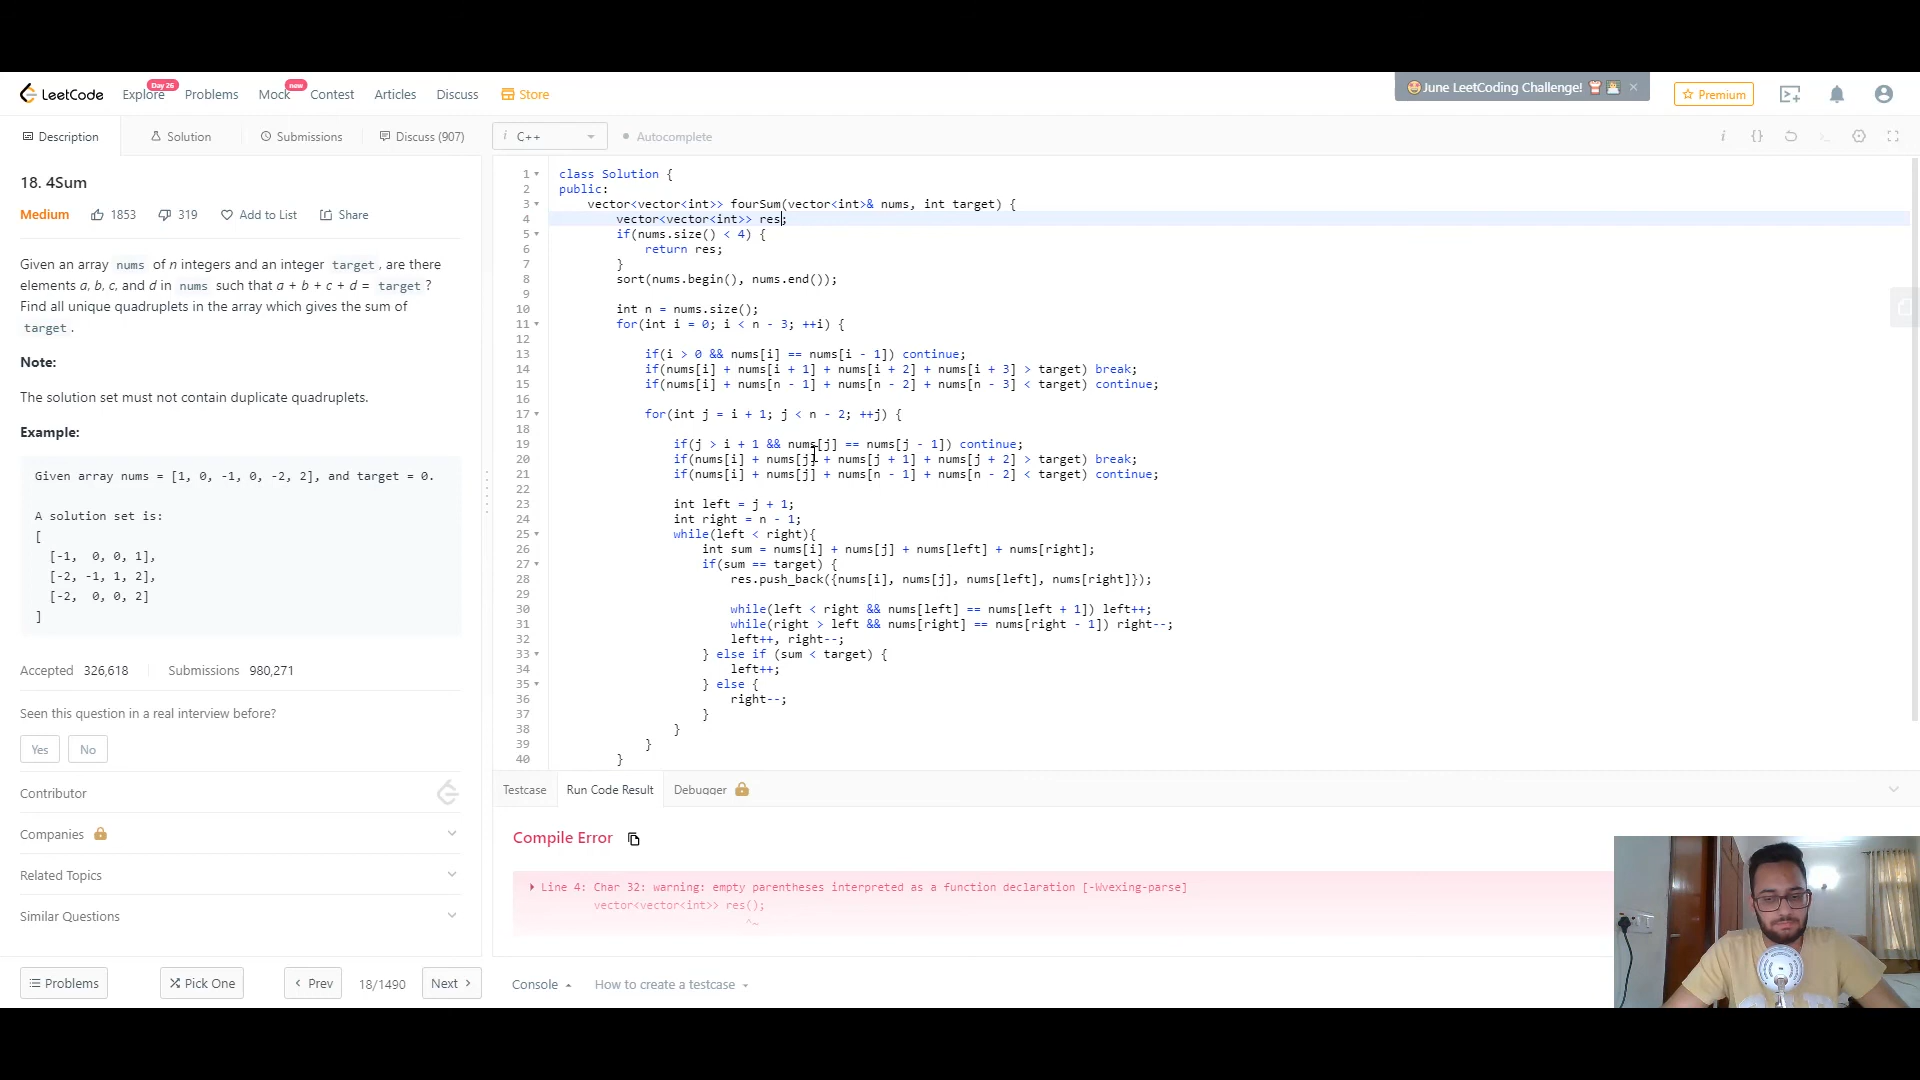 LeetCode
Explore
Day 26
Problems
Mock
new
Contest
Articles
Discuss
Store
June LeetCoding Challenge!
Premium
Description
Solution
Submissions
Discuss (907)
i C++
Autocomplete
18. 4Sum
Medium 1853 319 Add to List Share
Given an array nums of n integers and an integer target, are there
elements a, b, c, and d in nums such that a + b + c + d = target?
Find all unique quadruplets in the array which gives the sum of
target.
Note:
The solution set must not contain duplicate quadruplets.
Example:
Given array nums = [1, 0, -1, 0, -2, 2], and target = 0.
A solution set is:
[
[-1, 0, 0, 1],
[-2, -1, 1, 2],
[-2, 0, 0, 2]
]
Accepted 326,618 Submissions 980,271
Seen this question in a real interview before?
Yes No
Contributor
Companies
Related Topics
Similar Questions
Problems
Pick One
Prev
18/1490
Next
1 class Solution {
2 public:
3 vector<vector<int>> fourSum(vector<int>& nums, int target) {
4 vector<vector<int>> res;
5 if(nums.size() < 4) {
6 return res;
7 }
8 sort(nums.begin(), nums.end());
9
10 int n = nums.size();
11 for(int i = 0; i < n - 3; ++i) {
12
13 if(i > 0 && nums[i] == nums[i - 1]) continue;
14 if(nums[i] + nums[i + 1] + nums[i + 2] + nums[i + 3] > target) break;
15 if(nums[i] + nums[n - 1] + nums[n - 2] + nums[n - 3] < target) continue;
16
17 for(int j = i + 1; j < n - 2; ++j) {
18
19 if(j > i + 1 && nums[j] == nums[j - 1]) continue;
20 if(nums[i] + nums[j] + nums[j + 1] + nums[j + 2] > target) break;
21 if(nums[i] + nums[j] + nums[n - 1] + nums[n - 2] < target) continue;
22
23 int left = j + 1;
24 int right = n - 1;
25 while(left < right){
26 int sum = nums[i] + nums[j] + nums[left] + nums[right];
27 if(sum == target) {
28 res.push_back({nums[i], nums[j], nums[left], nums[right]});
29
30 while(left < right && nums[left] == nums[left + 1]) left++;
31 while(right > left && nums[right] == nums[right - 1]) right--;
32 left++, right--;
33 } else if (sum < target) {
34 left++;
35 } else {
36 right--;
37 }
38 }
39 }
40 }
Testcase
Run Code Result
Debugger
Compile Error
Line 4: Char 32: warning: empty parentheses interpreted as a function declaration [-Wvexing-parse]
vector<vector<int>> res();
^~
Console
How to create a testcase